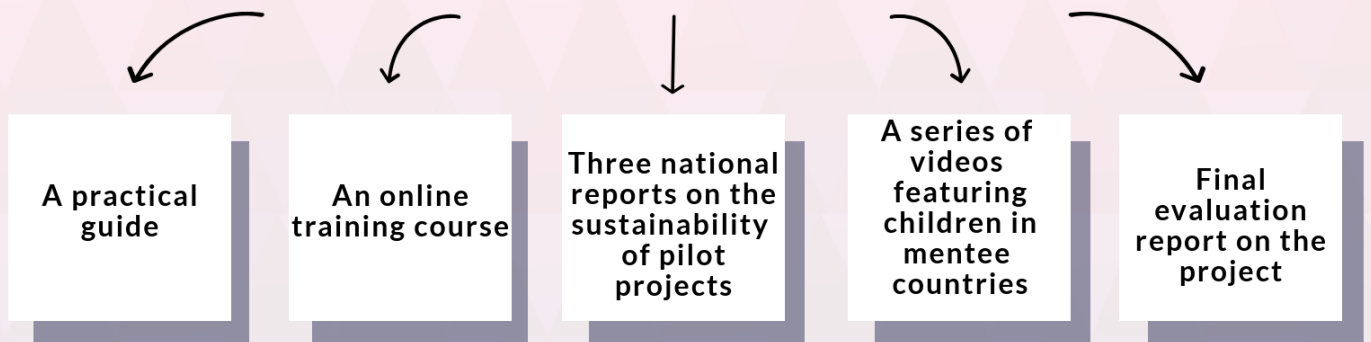 A practical
guide
An online
training course
Three national
reports on the
sustainability
of pilot
projects
A series of
videos
featuring
children in
mentee
countries
Final
evaluation
report on the
project